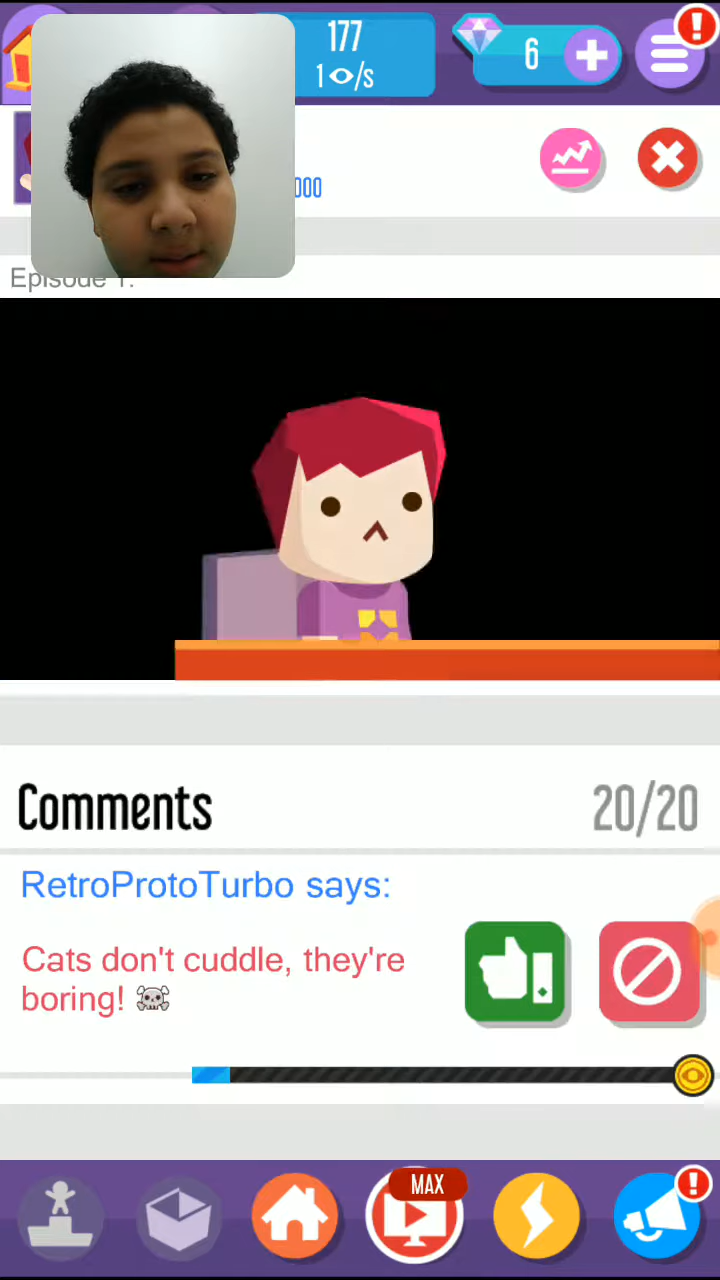 177
1 /s
6
!
000
Episode 1:
Comments
20/20
RetroProtoTurbo says:
Cats don't cuddle, they're
boring! ☠
MAX
!